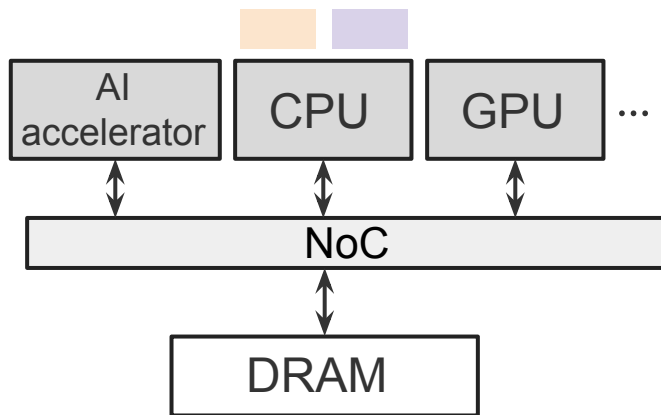 AI
accelerator
CPU
GPU
...
NoC
DRAM